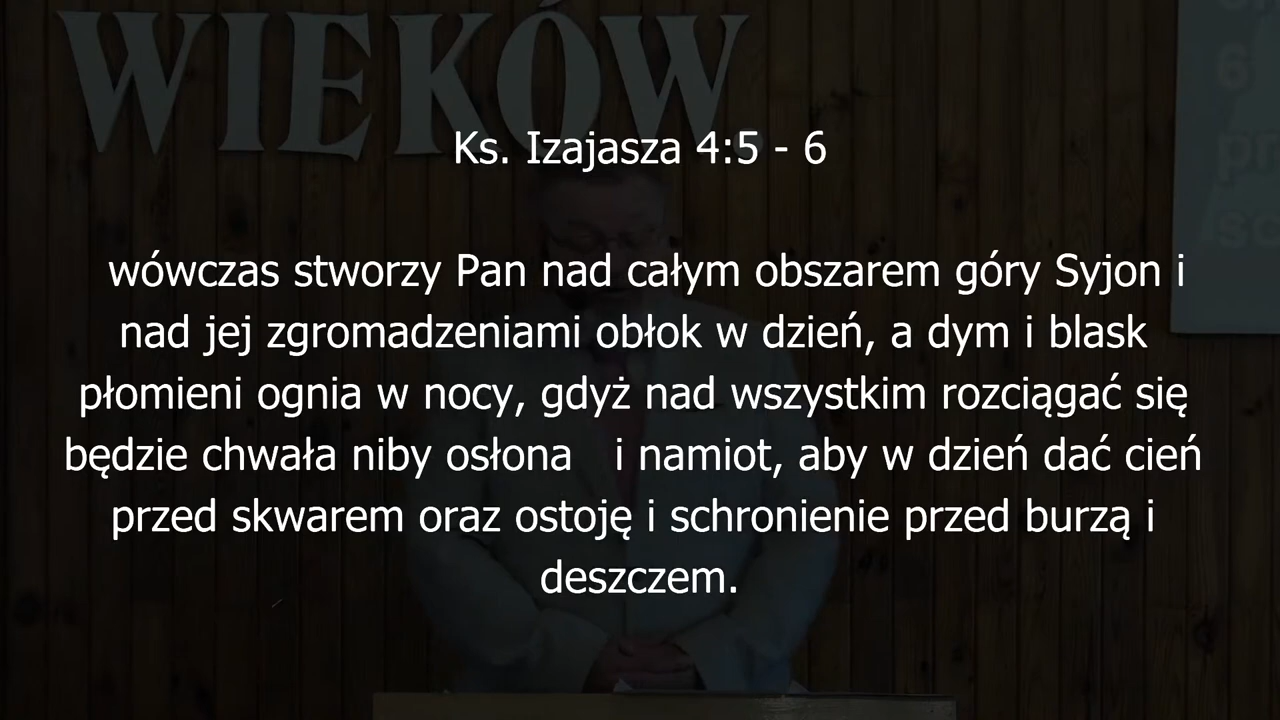 WIEKÓW
Ks. Izajasza 4:5 - 6
wówczas stworzy Pan nad całym obszarem góry Syjon i
nad jej zgromadzeniami obłok w dzień, a dym i blask
płomieni ognia w nocy, gdyż nad wszystkim rozciągać się
będzie chwała niby osłona   i namiot, aby w dzień dać cień
przed skwarem oraz ostoję i schronienie przed burzą i
deszczem.